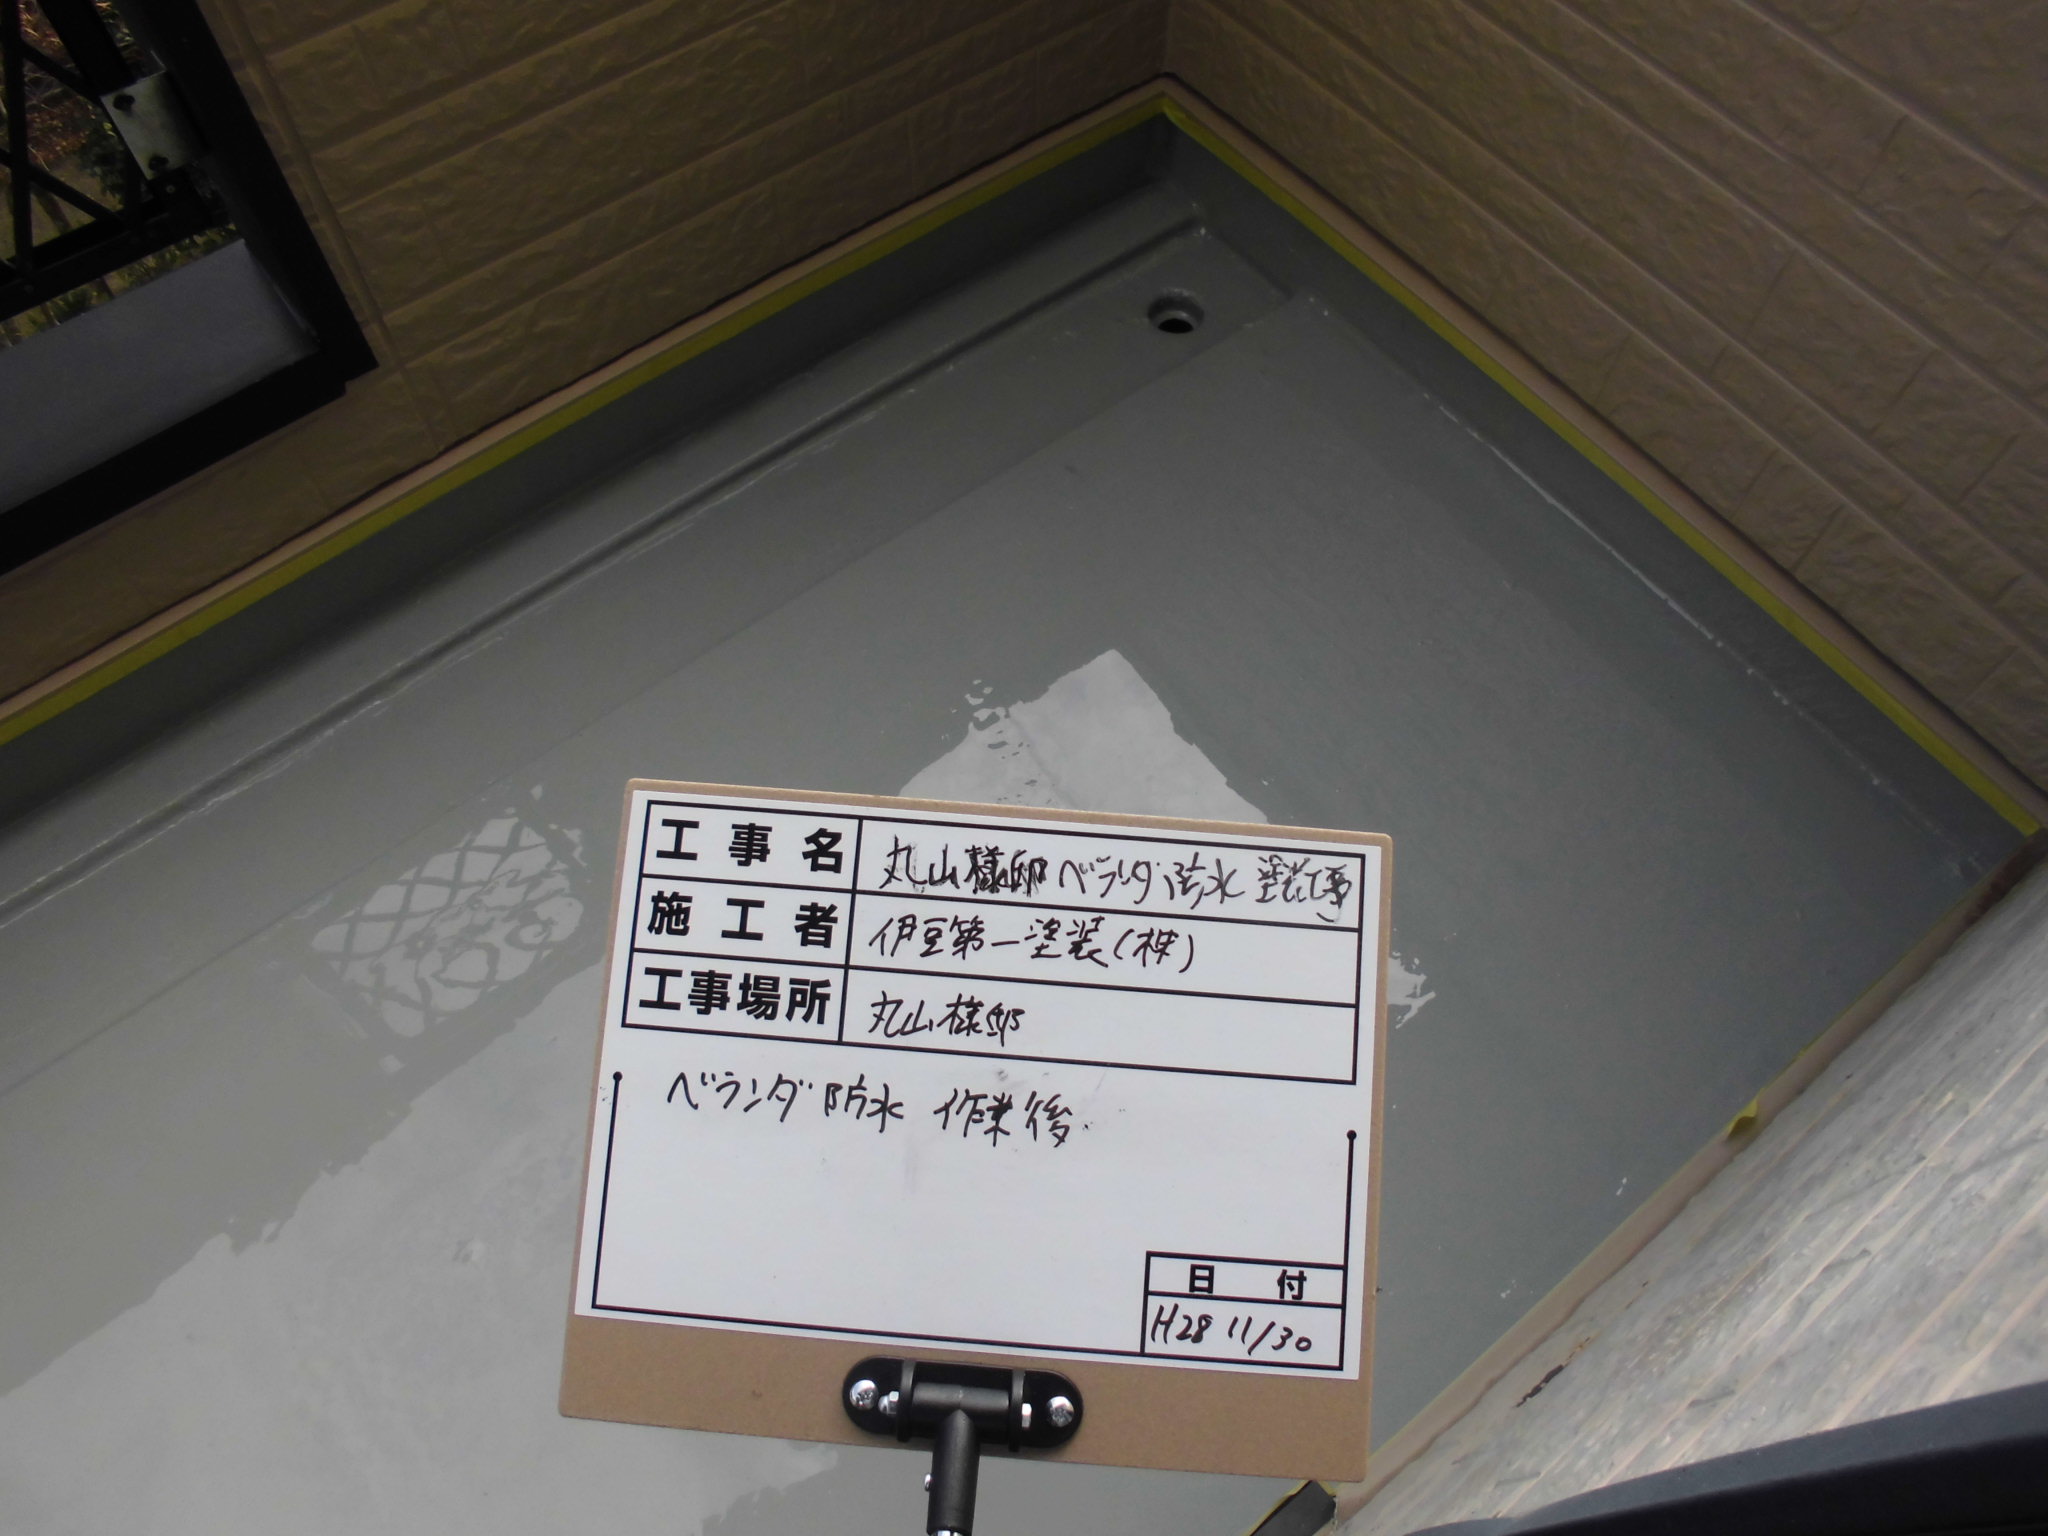 工事名 丸山様邸ベランダ防水塗装工事
施工者 伊豆第一塗装(株)
工事場所 丸山様邸
ベランダ防水 作業後
日付
H28 11/30